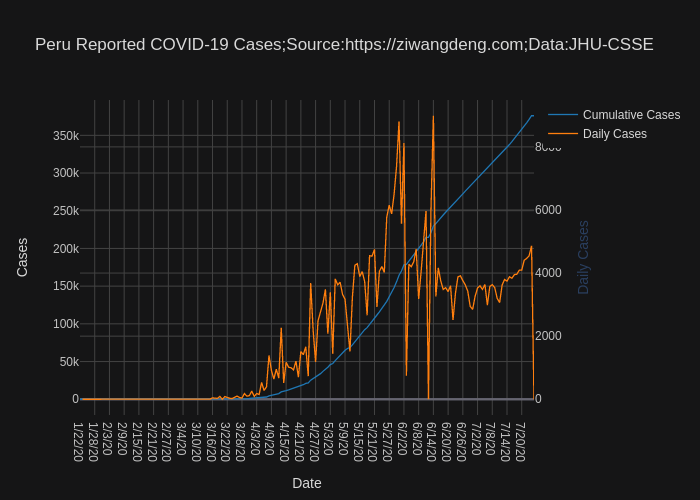 Peru Reported COVID-19 Cases;Source:https://ziwangdeng.com;Data:JHU-CSSE
Cumulative Cases
Daily Cases
350k
300k
250k
200k
150k
100k
50k
0
Cases
8000
6000
4000
2000
0
Daily Cases
1/22/20
1/28/20
2/3/20
2/9/20
2/15/20
2/21/20
2/27/20
3/4/20
3/10/20
3/16/20
3/22/20
3/28/20
4/3/20
4/9/20
4/15/20
4/21/20
4/27/20
5/3/20
5/9/20
5/15/20
5/21/20
5/27/20
6/2/20
6/8/20
6/14/20
6/20/20
6/26/20
7/2/20
7/8/20
7/14/20
7/20/20
Date